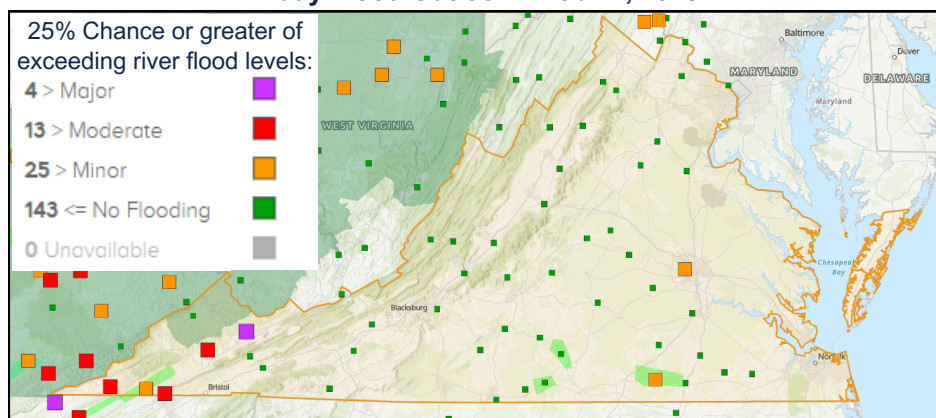 25% Chance or greater of
exceeding river flood levels:
4 > Major
13 > Moderate
25 > Minor
143 <= No Flooding
0 Unavailable
Baltimore
Dover
MARYLAND
DELAWARE
Maryland
WEST VIRGINIA
Chesapeake
Bay
Blacksburg
Norfolk
Bristol